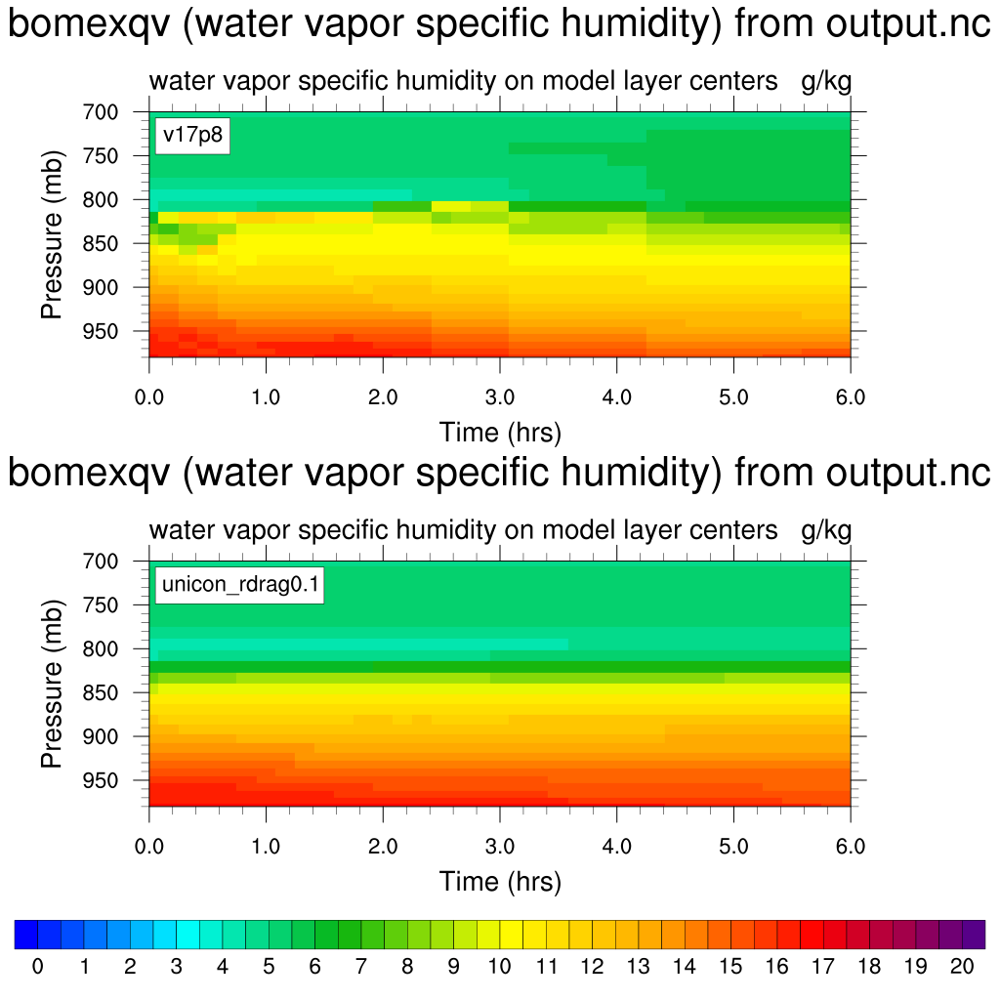 bomexqv (water vapor specific humidity) from output.nc
water vapor specific humidity on model layer centers g/kg
v17p8
Pressure (mb)
700
750
800
850
900
950
0.0 1.0 2.0 3.0 4.0 5.0 6.0
Time (hrs)
bomexqv (water vapor specific humidity) from output.nc
water vapor specific humidity on model layer centers g/kg
unicon_rdrag0.1
Pressure (mb)
700
750
800
850
900
950
0.0 1.0 2.0 3.0 4.0 5.0 6.0
Time (hrs)
0 1 2 3 4 5 6 7 8 9 10 11 12 13 14 15 16 17 18 19 20